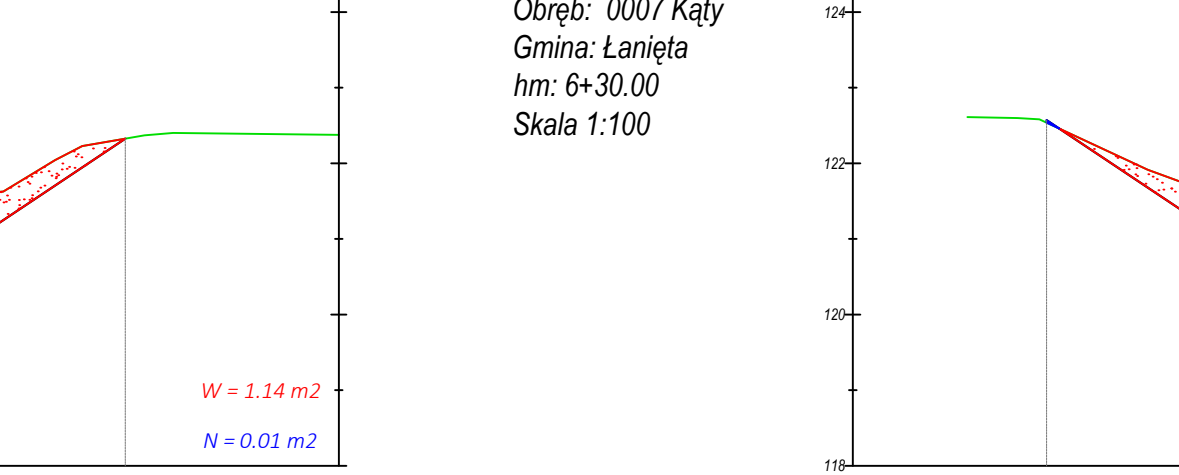 Obręb: 0007 Kąty
Gmina: Łanięta
hm: 6+30.00
Skala 1:100
W = 1.14 m2
N = 0.01 m2
124
122
120
118